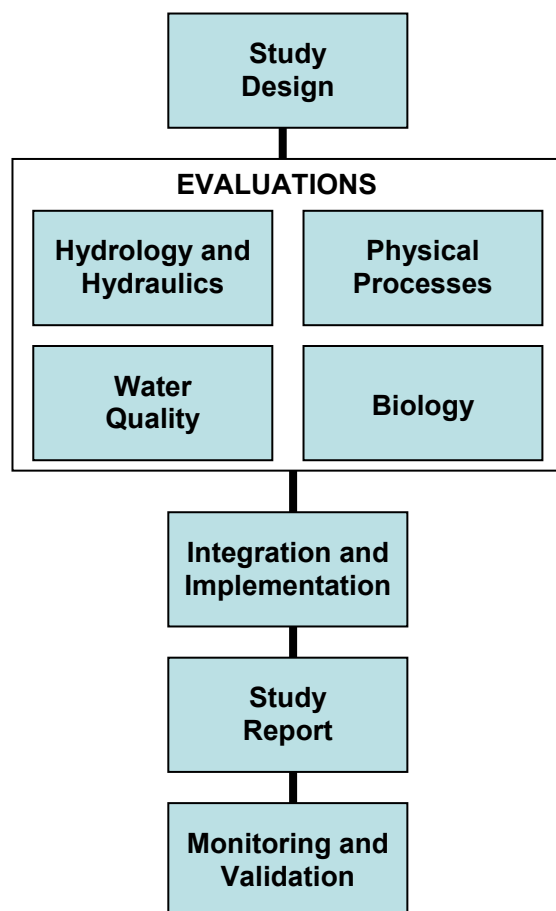 Study
Design
EVALUATIONS
Hydrology and
Hydraulics
Physical
Processes
Water
Quality
Biology
Integration and
Implementation
Study
Report
Monitoring and
Validation